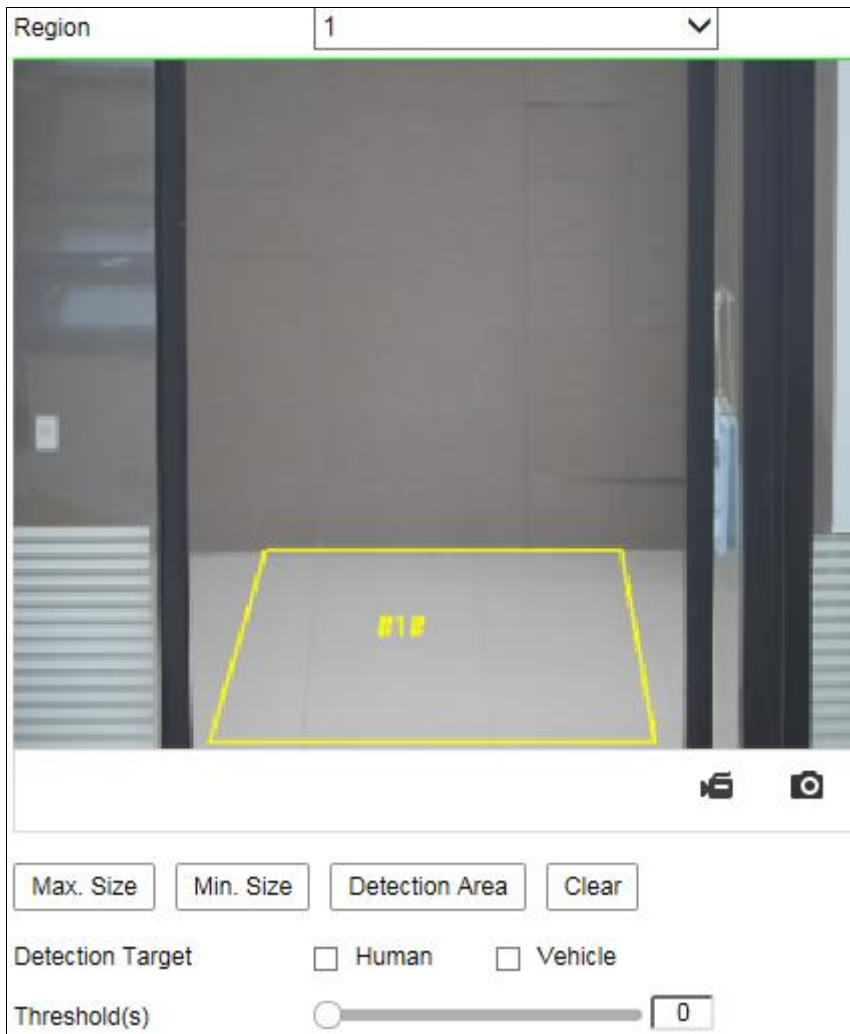 Region 1
#1#
Max. Size Min. Size Detection Area Clear
Detection Target Human Vehicle
Threshold(s) 0